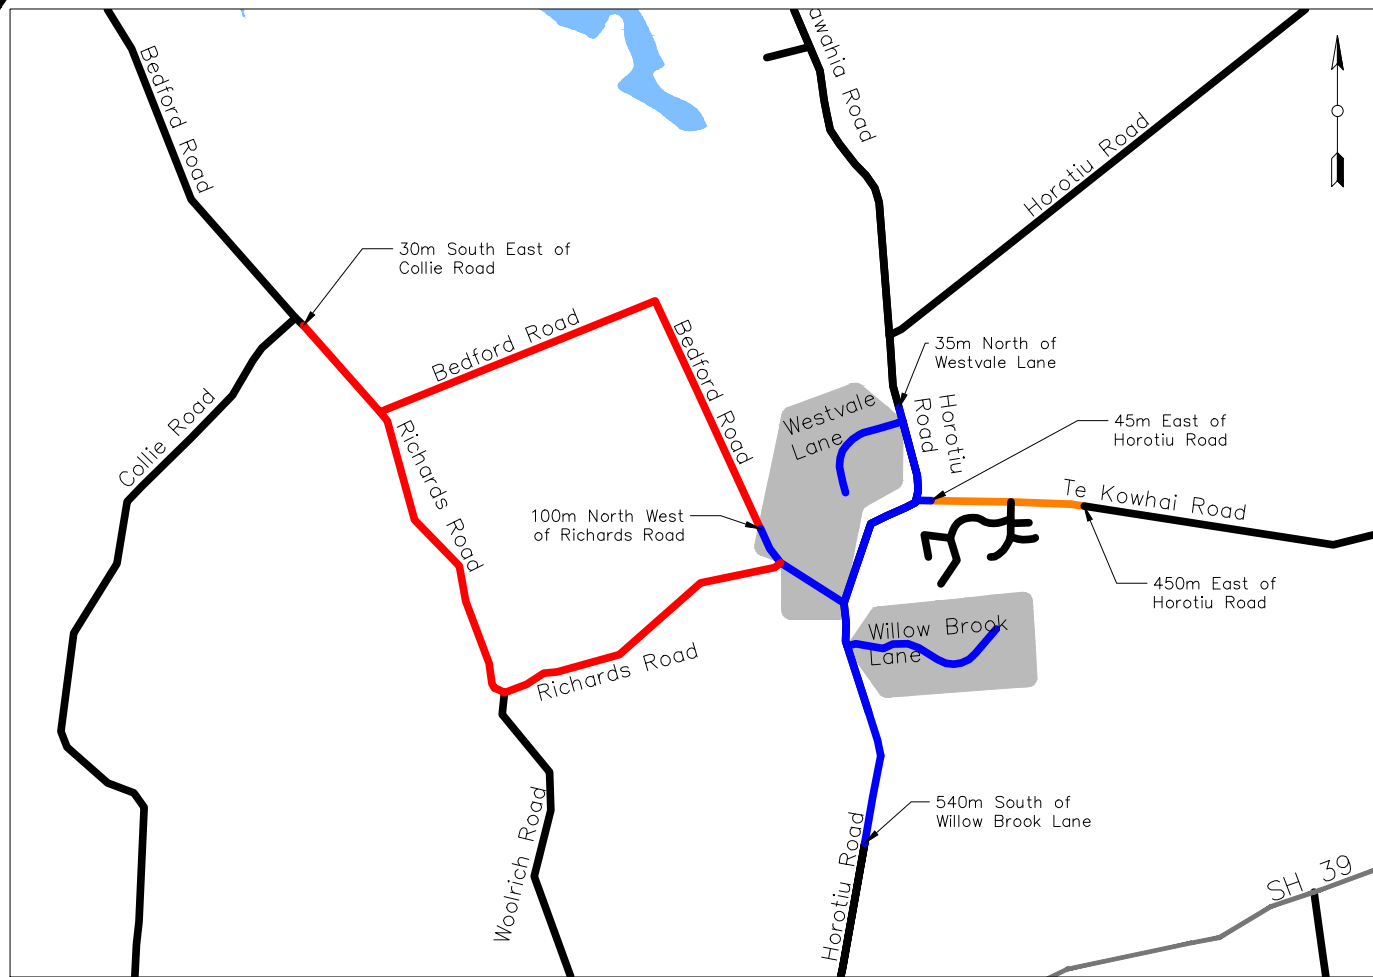 Bedford Road
awahia Road
Horotiu Road
30m South East of
Collie Road
Bedford Road
Bedford Road
35m North of
Westvale Lane
Collie Road
Westvale
Lane
Horotiu
Road
45m East of
Horotiu Road
Richards Road
Te Kowhai Road
100m North West
of Richards Road
450m East of
Horotiu Road
Willow Brook
Lane
Richards Road
540m South of
Willow Brook Lane
Woolrich Road
Horotiu Road
SH 39